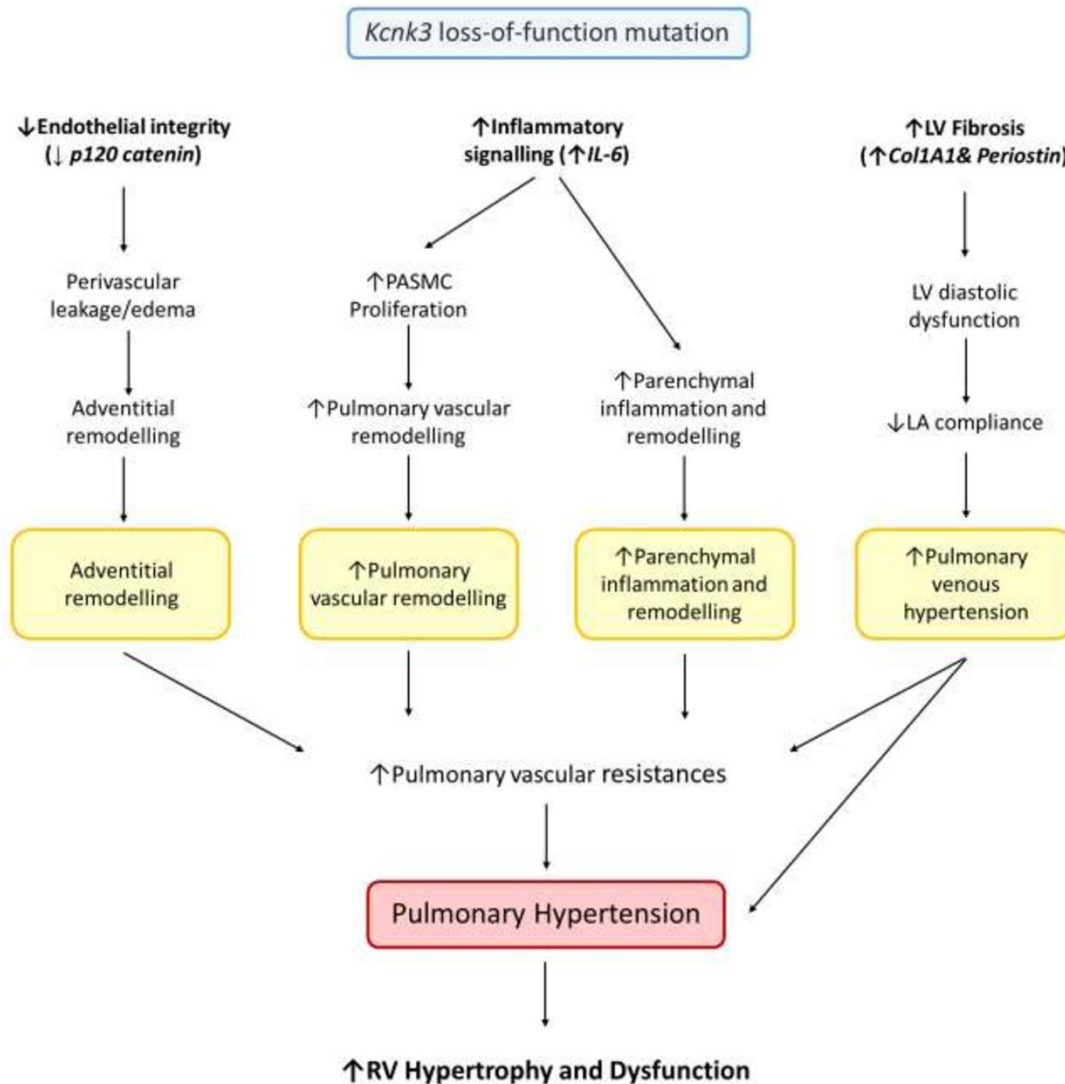 Kcnk3 loss-of-function mutation
↓Endothelial integrity
(↓ p120 catenin)
↑Inflammatory
signalling (↑IL-6)
↑LV Fibrosis
(↑Col1A1& Periostin)
Perivascular
leakage/edema
↑PASMC
Proliferation
LV diastolic
dysfunction
Adventitial
remodelling
↑Pulmonary vascular
remodelling
↑Parenchymal
inflammation and
remodelling
↓LA compliance
Adventitial
remodelling
↑Pulmonary
vascular remodelling
↑Parenchymal
inflammation and
remodelling
↑Pulmonary
venous
hypertension
↑Pulmonary vascular resistances
Pulmonary Hypertension
↑RV Hypertrophy and Dysfunction